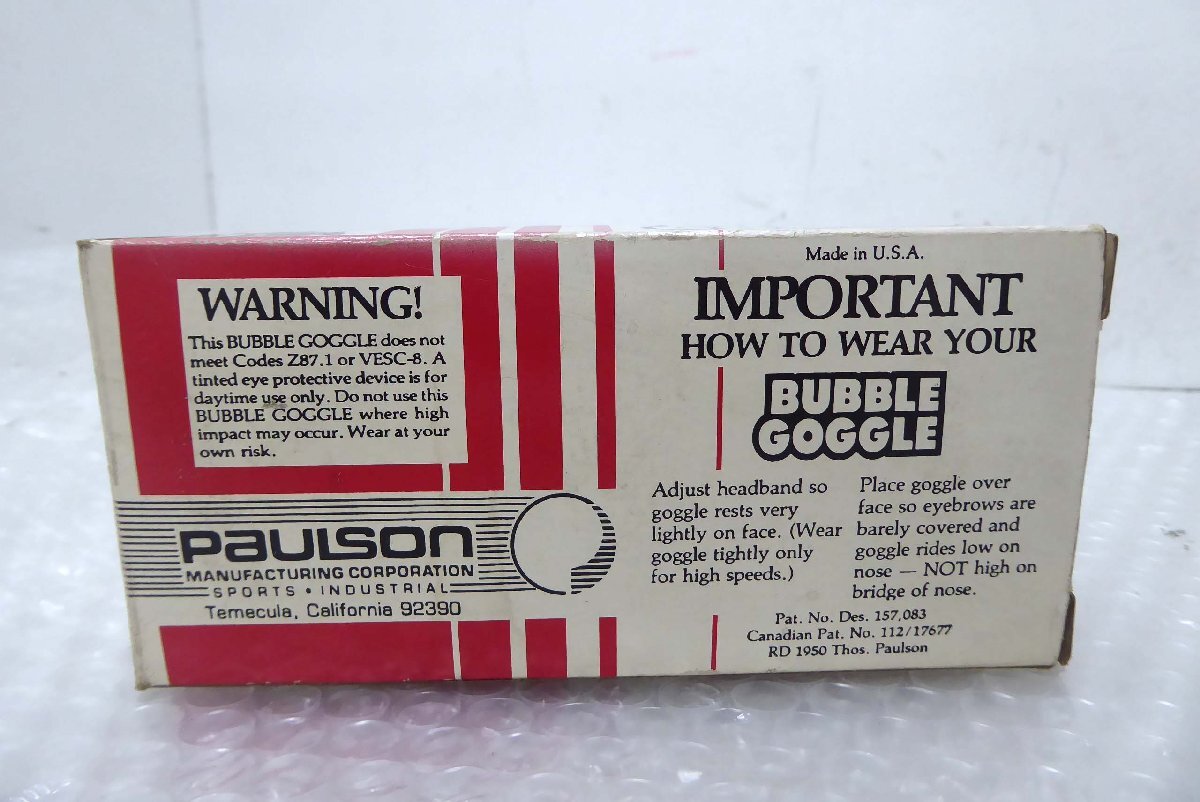 WARNING!
This BUBBLE GOGGLE does not
meet Codes Z87.1 or VESC-8. A
tinted eye protective device is for
daytime use only. Do not use this
BUBBLE GOGGLE where high
impact may occur. Wear at your
own risk.
PAULSON
MANUFACTURING CORPORATION
SPORTS • INDUSTRIAL
Temecula, California 92390
Made in U.S.A.
IMPORTANT
HOW TO WEAR YOUR
BUBBLE
GOGGLE
Adjust headband so
goggle rests very
lightly on face. (Wear
goggle tightly only
for high speeds.)
Place goggle over
face so eyebrows are
barely covered and
goggle rides low on
nose — NOT high on
bridge of nose.
Pat. No. Des. 157,083
Canadian Pat. No. 112/17677
RD 1950 Thos. Paulson